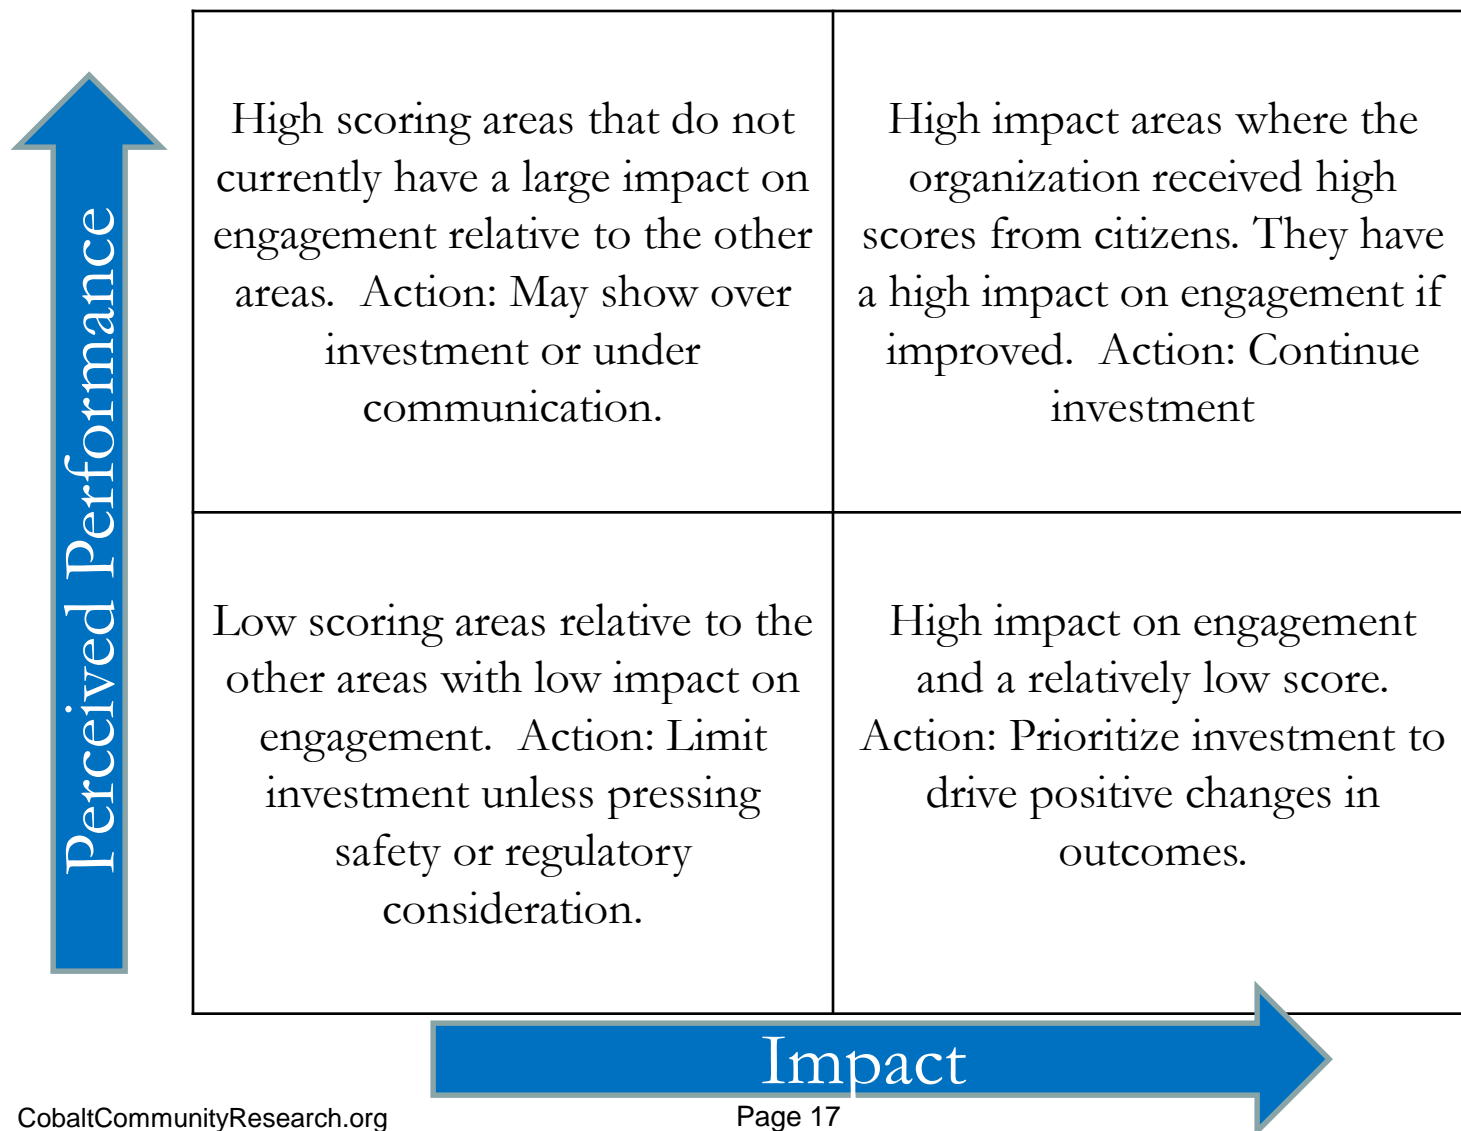 Perceived Performance
High scoring areas that do not
currently have a large impact on
engagement relative to the other
areas.  Action: May show over
investment or under
communication.
High impact areas where the
organization received high
scores from citizens. They have
a high impact on engagement if
improved.  Action: Continue
investment
Low scoring areas relative to the
other areas with low impact on
engagement.  Action: Limit
investment unless pressing
safety or regulatory
consideration.
High impact on engagement
and a relatively low score.
Action: Prioritize investment to
drive positive changes in
outcomes.
Impact
CobaltCommunityResearch.org
Page 17